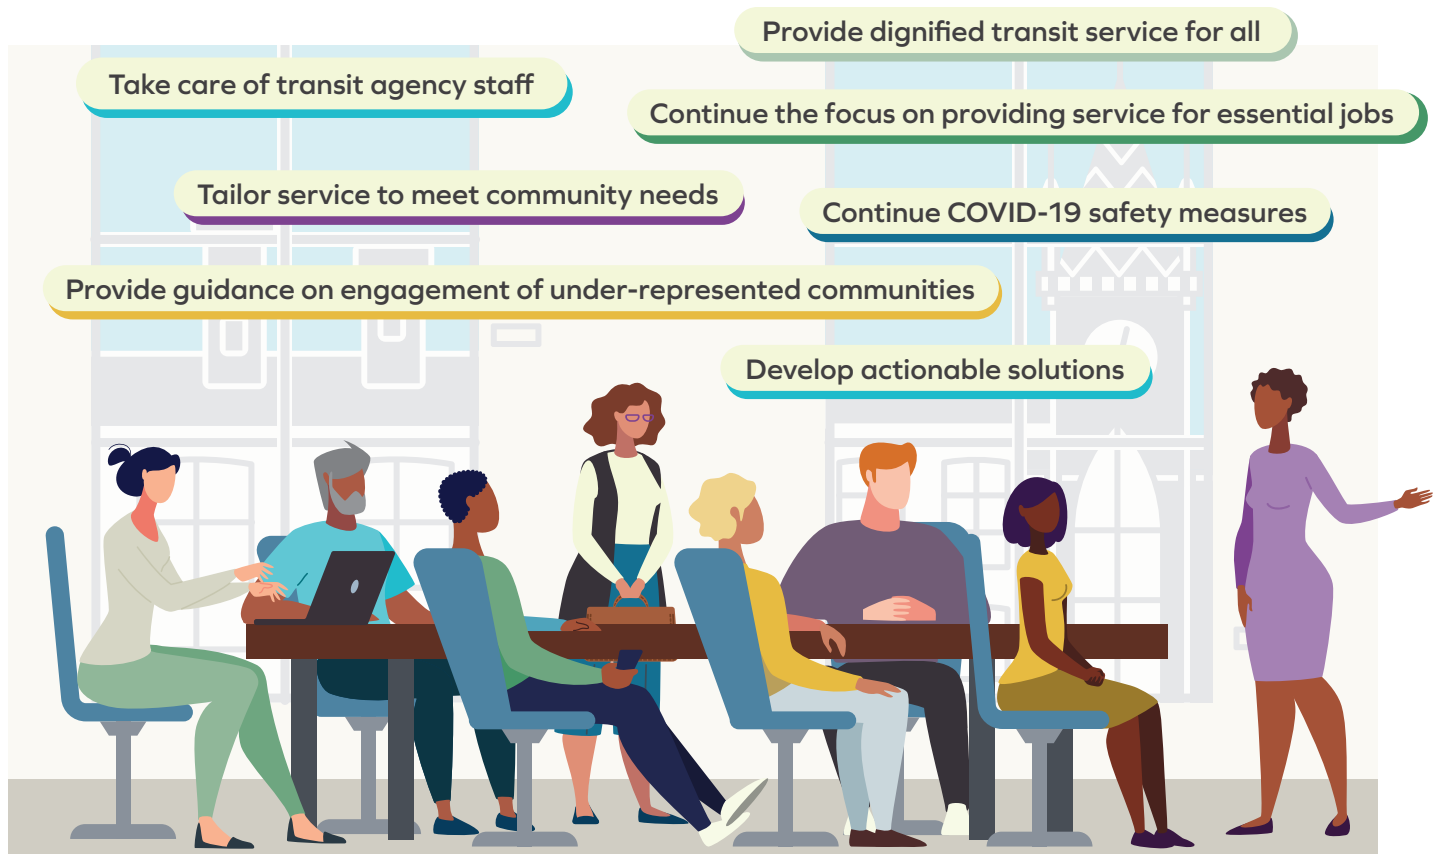 Provide dignified transit service for all
Take care of transit agency staff
Continue the focus on providing service for essential jobs
Tailor service to meet community needs
Continue COVID-19 safety measures
Provide guidance on engagement of under-represented communities
Develop actionable solutions